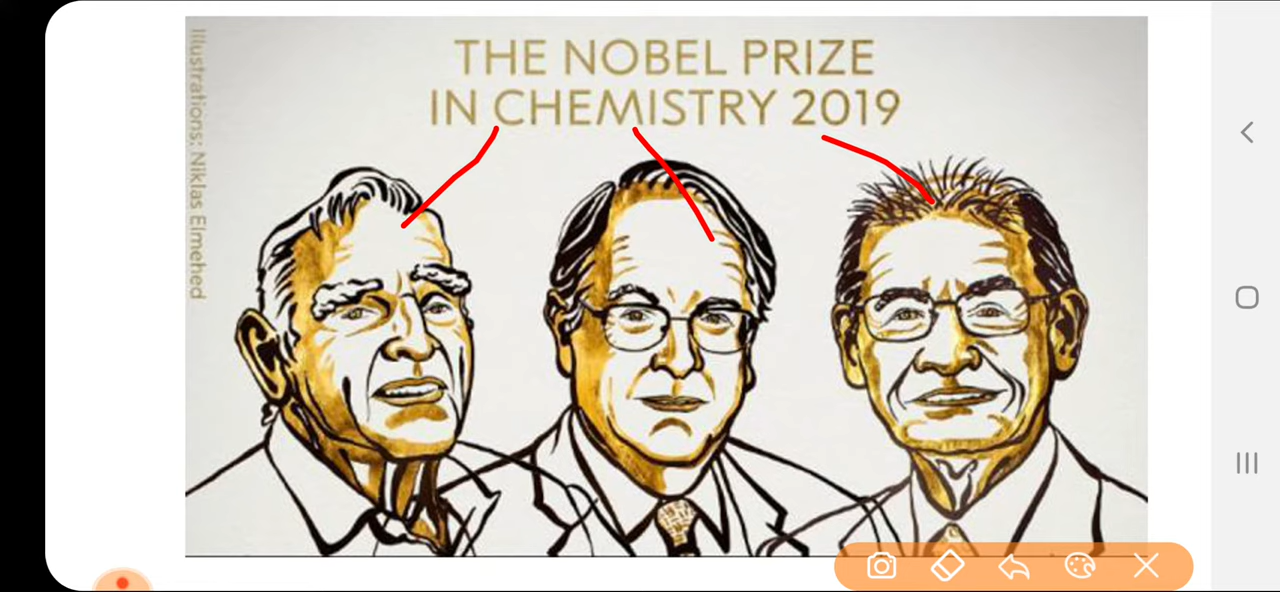 THE NOBEL PRIZE
IN CHEMISTRY 2019
Illustrations: Niklas Elmehed